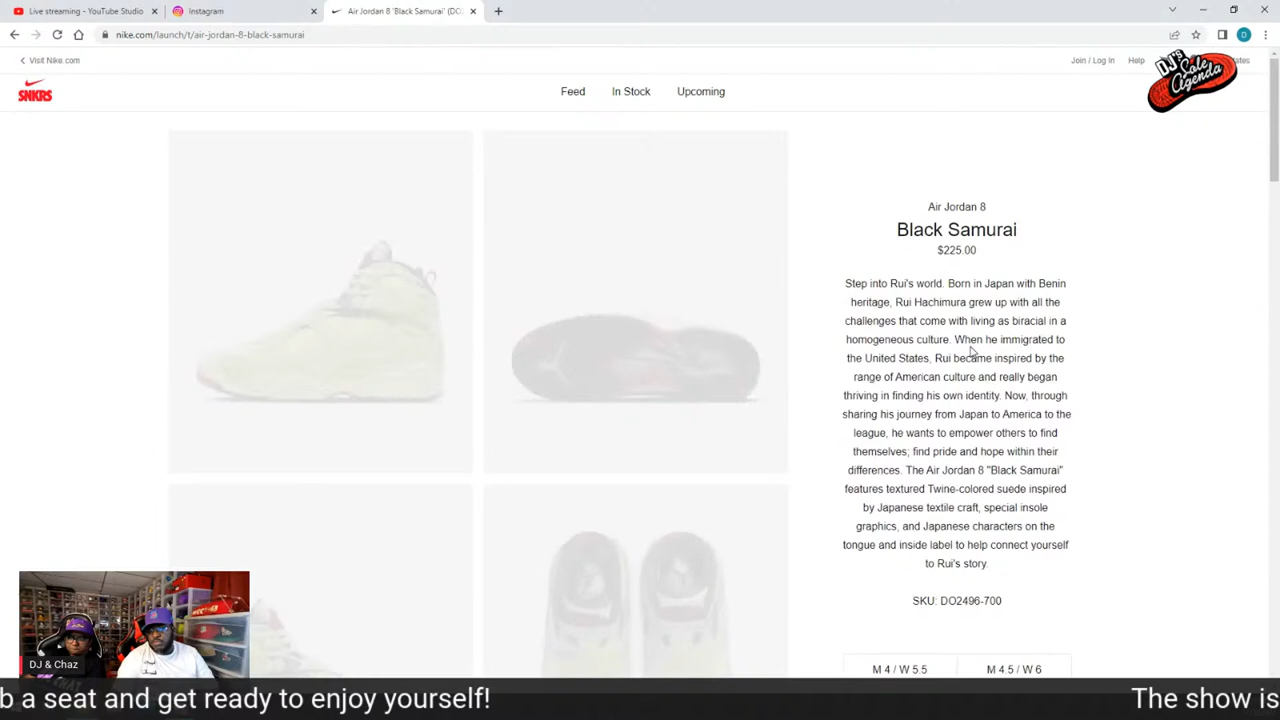 Live streaming - YouTube Studio
Instagram
Air Jordan 8 'Black Samurai' (DO
nike.com/launch/t/air-jordan-8-black-samurai
D
Visit Nike.com
Join / Log In
Help
DJ's
Cole
Agenda
SNKRS
Feed
In Stock
Upcoming
Air Jordan 8
Black Samurai
$225.00
Step into Rui's world. Born in Japan with Benin
heritage, Rui Hachimura grew up with all the
challenges that come with living as biracial in a
homogeneous culture. When he immigrated to
the United States, Rui became inspired by the
range of American culture and really began
thriving in finding his own identity. Now, through
sharing his journey from Japan to America to the
league, he wants to empower others to find
themselves; find pride and hope within their
differences. The Air Jordan 8 "Black Samurai"
features textured Twine-colored suede inspired
by Japanese textile craft, special insole
graphics, and Japanese characters on the
tongue and inside label to help connect yourself
to Rui's story.
SKU: DO2496-700
M 4 / W 5.5
M 4.5 / W 6
DJ & Chaz
b a seat and get ready to enjoy yourself!
The show is